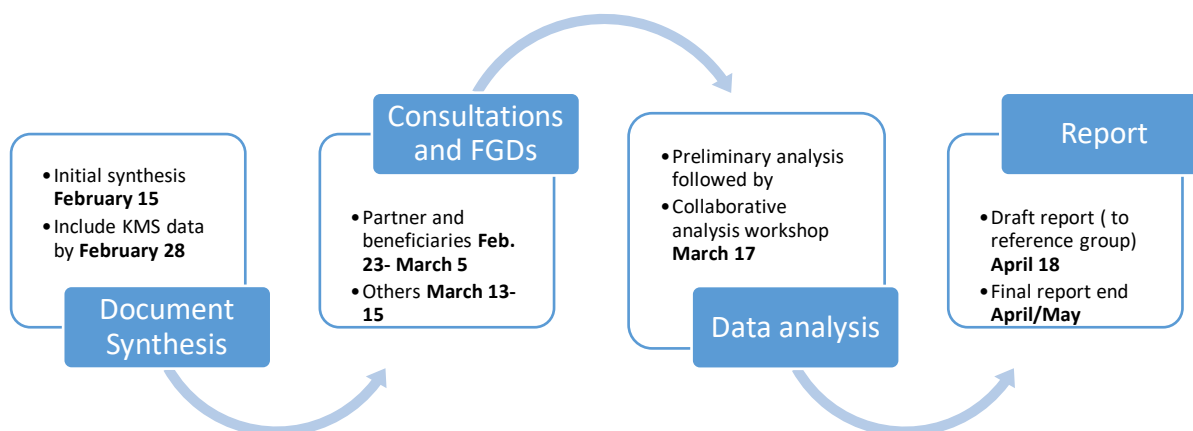 •Initial synthesis
February 15
•Include KMS data
by February 28
Document
Synthesis
Consultations
and FGDs
•Partner and
beneficiaries Feb.
23- March 5
•Others March 13-
15
•Preliminary analysis
followed by
•Collaborative
analysis workshop
March 17
Data analysis
Report
•Draft report ( to
reference group)
April 18
•Final report end
April/May